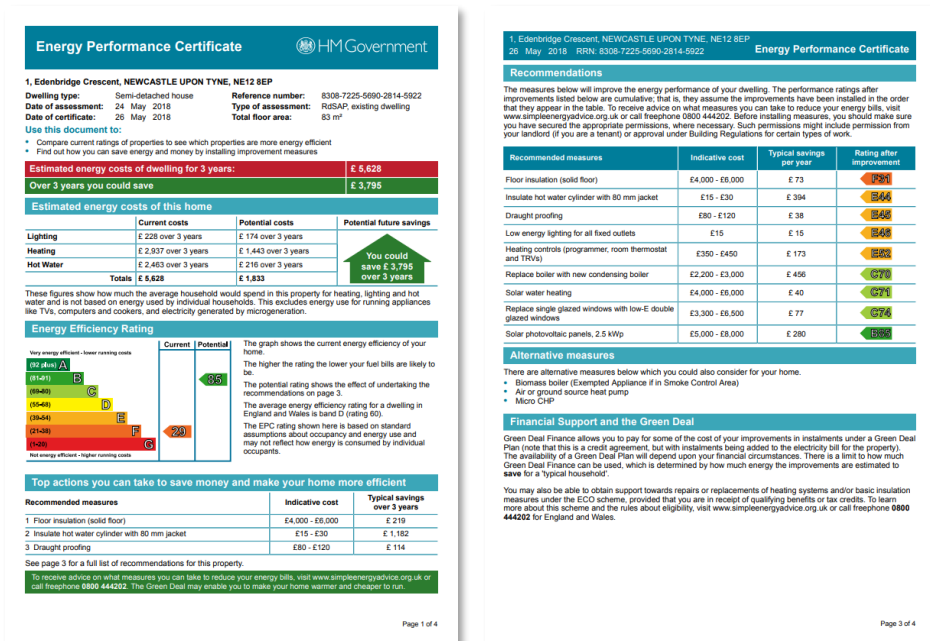 Energy Performance Certificate
HM Government
1, Edenbridge Crescent, NEWCASTLE UPON TYNE, NE12 8EP
Dwelling type: Semi-detached house Reference number: 8308-7225-5690-2814-5922
Date of assessment: 24 May 2018 Type of assessment: RdSAP, existing dwelling
Date of certificate: 26 May 2018 Total floor area: 83 m²
Use this document to:
• Compare current ratings of properties to see which properties are more energy efficient
• Find out how you can save energy and money by installing improvement measures
Estimated energy costs of dwelling for 3 years: £ 5,628
Over 3 years you could save £ 3,795
Estimated energy costs of this home
Current costs Potential costs Potential future savings
Lighting £ 228 over 3 years £ 174 over 3 years
Heating £ 2,937 over 3 years £ 1,443 over 3 years
Hot Water £ 2,463 over 3 years £ 216 over 3 years
Totals £ 5,628 £ 1,833
You could
save £ 3,795
over 3 years
These figures show how much the average household would spend in this property for heating, lighting and hot
water and is not based on energy used by individual households. This excludes energy use for running appliances
like TVs, computers and cookers, and electricity generated by microgeneration.
Energy Efficiency Rating
Current Potential
Very energy efficient - lower running costs
(92 plus) A
(81-91) B
(69-80) C
(55-68) D
(39-54) E
(21-38) F
(1-20) G
Not energy efficient - higher running costs
29
85
The graph shows the current energy efficiency of your
home.
The higher the rating the lower your fuel bills are likely to
be.
The potential rating shows the effect of undertaking the
recommendations on page 3.
The average energy efficiency rating for a dwelling in
England and Wales is band D (rating 60).
The EPC rating shown here is based on standard
assumptions about occupancy and energy use and
may not reflect how energy is consumed by individual
occupants.
Top actions you can take to save money and make your home more efficient
Recommended measures Indicative cost Typical savings
over 3 years
1 Floor insulation (solid floor) £4,000 - £6,000 £ 219
2 Insulate hot water cylinder with 80 mm jacket £15 - £30 £ 1,182
3 Draught proofing £80 - £120 £ 114
See page 3 for a full list of recommendations for this property.
To receive advice on what measures you can take to reduce your energy bills, visit www.simpleenergyadvice.org.uk or
call freephone 0800 444202. The Green Deal may enable you to make your home warmer and cheaper to run.
Page 1 of 4
1, Edenbridge Crescent, NEWCASTLE UPON TYNE, NE12 8EP
26 May 2018 RRN: 8308-7225-5690-2814-5922 Energy Performance Certificate
Recommendations
The measures below will improve the energy performance of your dwelling. The performance ratings after
improvements listed below are cumulative; that is, they assume the improvements have been installed in the order
that they appear in the table. To receive advice on what measures you can take to reduce your energy bills, visit
www.simpleenergyadvice.org.uk or call freephone 0800 444202. Before installing measures, you should make sure
you have secured the appropriate permissions, where necessary. Such permissions might include permission from
your landlord (if you are a tenant) or approval under Building Regulations for certain types of work.
Recommended measures Indicative cost Typical savings
per year Rating after
improvement
Floor insulation (solid floor) £4,000 - £6,000 £ 73 F31
Insulate hot water cylinder with 80 mm jacket £15 - £30 £ 394 E44
Draught proofing £80 - £120 £ 38 E45
Low energy lighting for all fixed outlets £15 £ 15
Heating controls (programmer, room thermostat
and TRVs) £350 - £450 £ 173 E52
Replace boiler with new condensing boiler £2,200 - £3,000 £ 456 C70
Solar water heating £4,000 - £6,000 £ 40 C71
Replace single glazed windows with low-E double
glazed windows £3,300 - £6,500 £ 77 C74
Solar photovoltaic panels, 2.5 kWp £5,000 - £8,000 £ 280 B85
Alternative measures
There are alternative measures below which you could also consider for your home.
• Biomass boiler (Exempted Appliance if in Smoke Control Area)
• Air or ground source heat pump
• Micro CHP
Financial Support and the Green Deal
Green Deal Finance allows you to pay for some of the cost of your improvements in instalments under a Green Deal
Plan (note that this is a credit agreement, but with instalments being added to the electricity bill for the property).
The availability of a Green Deal Plan will depend upon your financial circumstances. There is a limit to how much
Green Deal Finance can be used, which is determined by how much energy the improvements are estimated to
save for a 'typical household'.
You may also be able to obtain support towards repairs or replacements of heating systems and/or basic insulation
measures under the ECO scheme, provided that you are in receipt of qualifying benefits or tax credits. To learn
more about this scheme and the rules about eligibility, visit www.simpleenergyadvice.org.uk or call freephone 0800
444202 for England and Wales.
Page 3 of 4